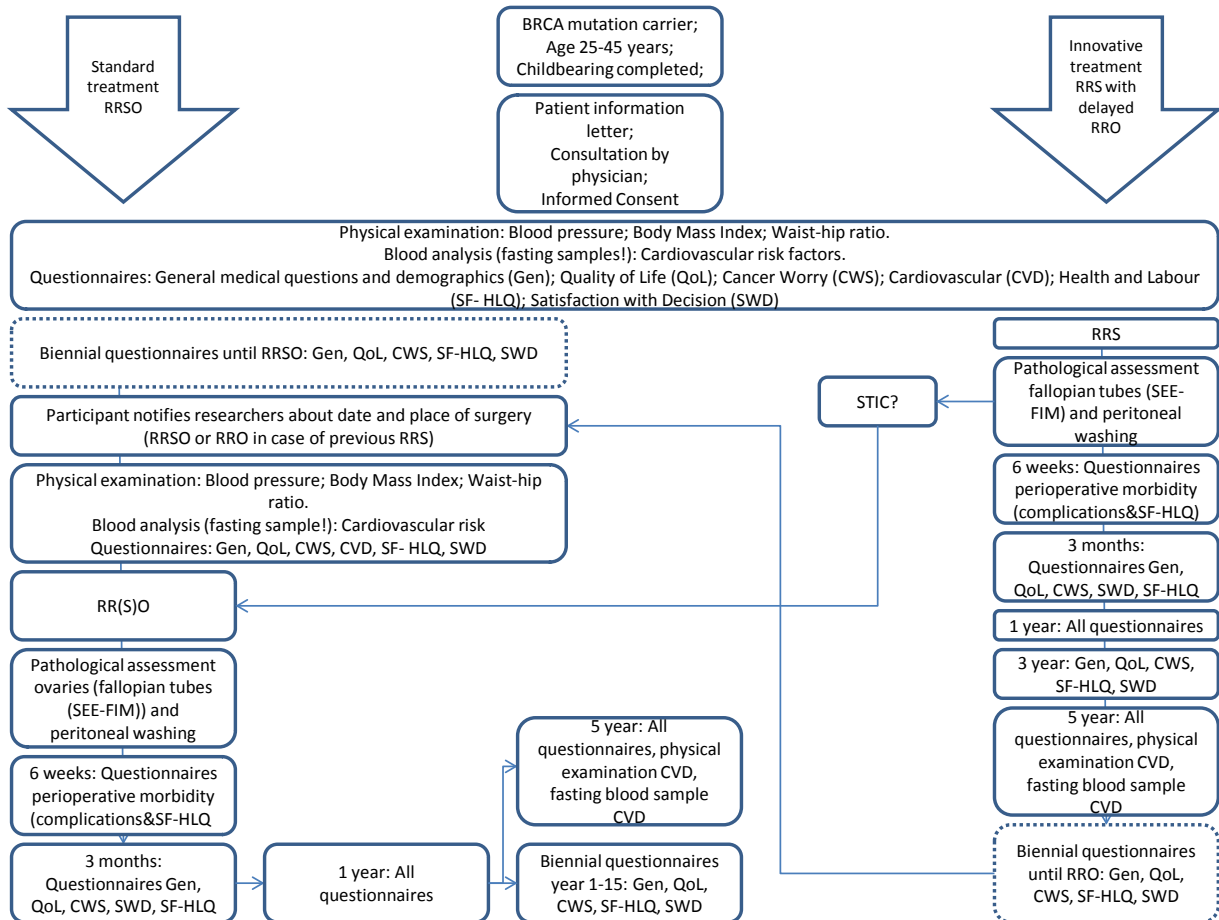 Standard
treatment
RRSO
BRCA mutation carrier;
Age 25-45 years;
Childbearing completed;
Patient information
letter;
Consultation by
physician;
Informed Consent
Innovative
treatment
RRS with
delayed
RRO
Physical examination: Blood pressure; Body Mass Index; Waist-hip ratio.
Blood analysis (fasting samples!): Cardiovascular risk factors.
Questionnaires: General medical questions and demographics (Gen); Quality of Life (QoL); Cancer Worry (CWS); Cardiovascular (CVD); Health and Labour
(SF- HLQ); Satisfaction with Decision (SWD)
Biennial questionnaires until RRSO: Gen, QoL, CWS, SF-HLQ, SWD
Participant notifies researchers about date and place of surgery
(RRSO or RRO in case of previous RRS)
Physical examination: Blood pressure; Body Mass Index; Waist-hip
ratio.
Blood analysis (fasting sample!): Cardiovascular risk
Questionnaires: Gen, QoL, CWS, CVD, SF- HLQ, SWD
RR(S)O
Pathological assessment
ovaries (fallopian tubes
(SEE-FIM)) and
peritoneal washing
6 weeks: Questionnaires
perioperative morbidity
(complications&SF-HLQ
3 months:
Questionnaires Gen,
QoL, CWS, SWD, SF-HLQ
1 year: All
questionnaires
5 year: All
questionnaires, physical
examination CVD,
fasting blood sample
CVD
Biennial questionnaires
year 1-15: Gen, QoL,
CWS, SF-HLQ, SWD
STIC?
RRS
Pathological assessment
fallopian tubes (SEE-
FIM) and peritoneal
washing
6 weeks: Questionnaires
perioperative morbidity
(complications&SF-HLQ)
3 months:
Questionnaires Gen,
QoL, CWS, SWD, SF-HLQ
1 year: All questionnaires
3 year: Gen, QoL, CWS,
SF-HLQ, SWD
5 year: All
questionnaires, physical
examination CVD,
fasting blood sample
CVD
Biennial questionnaires
until RRO: Gen, QoL,
CWS, SF-HLQ, SWD